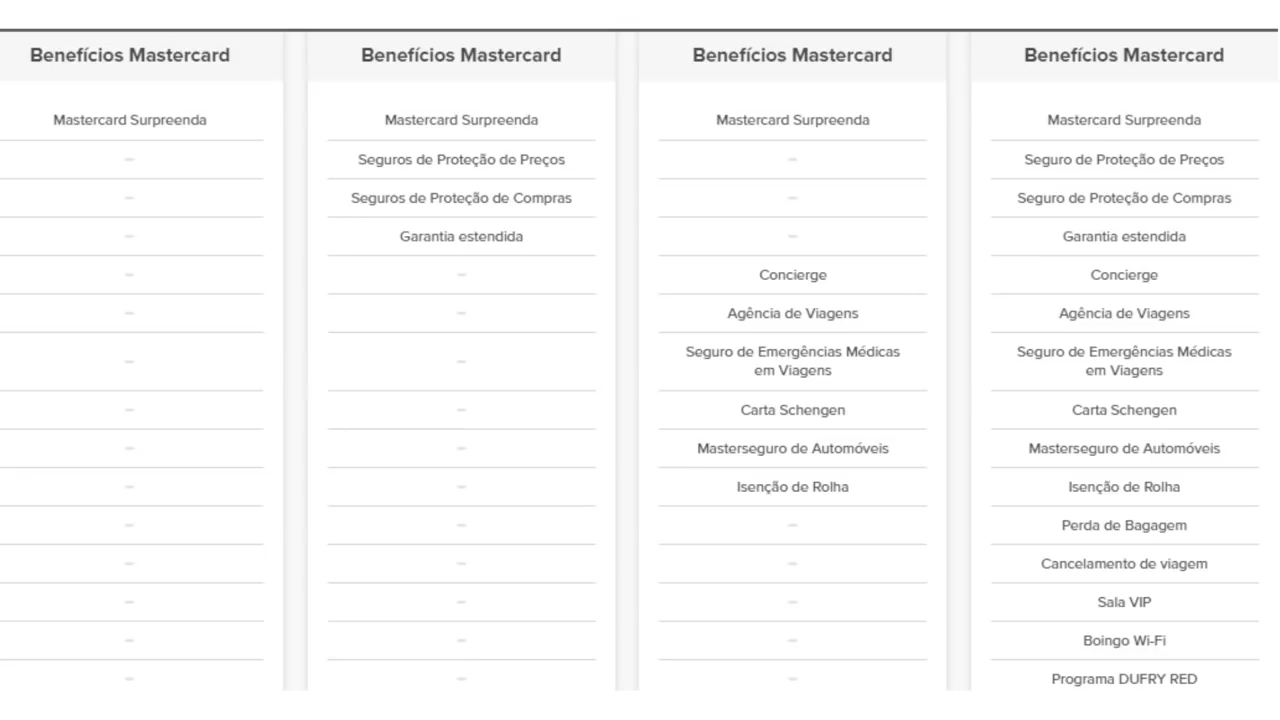 Benefícios Mastercard
Mastercard Surpreenda
–
–
–
–
–
–
–
–
–
–
–
–
–
–
Benefícios Mastercard
Mastercard Surpreenda
Seguros de Proteção de Preços
Seguros de Proteção de Compras
Garantia estendida
–
–
–
–
–
–
–
–
–
–
–
Benefícios Mastercard
Mastercard Surpreenda
–
–
–
Concierge
Agência de Viagens
Seguro de Emergências Médicas
em Viagens
Carta Schengen
Masterseguro de Automóveis
Isenção de Rolha
–
–
–
–
–
Benefícios Mastercard
Mastercard Surpreenda
Seguro de Proteção de Preços
Seguro de Proteção de Compras
Garantia estendida
Concierge
Agência de Viagens
Seguro de Emergências Médicas
em Viagens
Carta Schengen
Masterseguro de Automóveis
Isenção de Rolha
Perda de Bagagem
Cancelamento de viagem
Sala VIP
Boingo Wi-Fi
Programa DUFRY RED